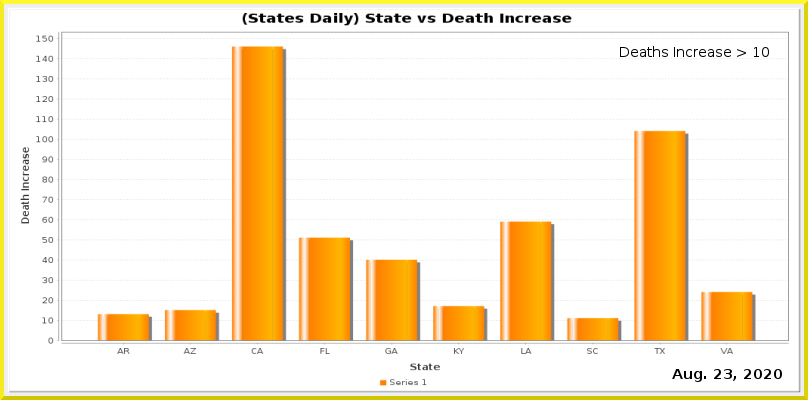 (States Daily) State vs Death Increase
Deaths Increase > 10
Death Increase
150
140
130
120
110
100
90
80
70
60
50
40
30
20
10
0
AR AZ CA FL GA KY LA SC TX VA
State
Series 1
Aug. 23, 2020